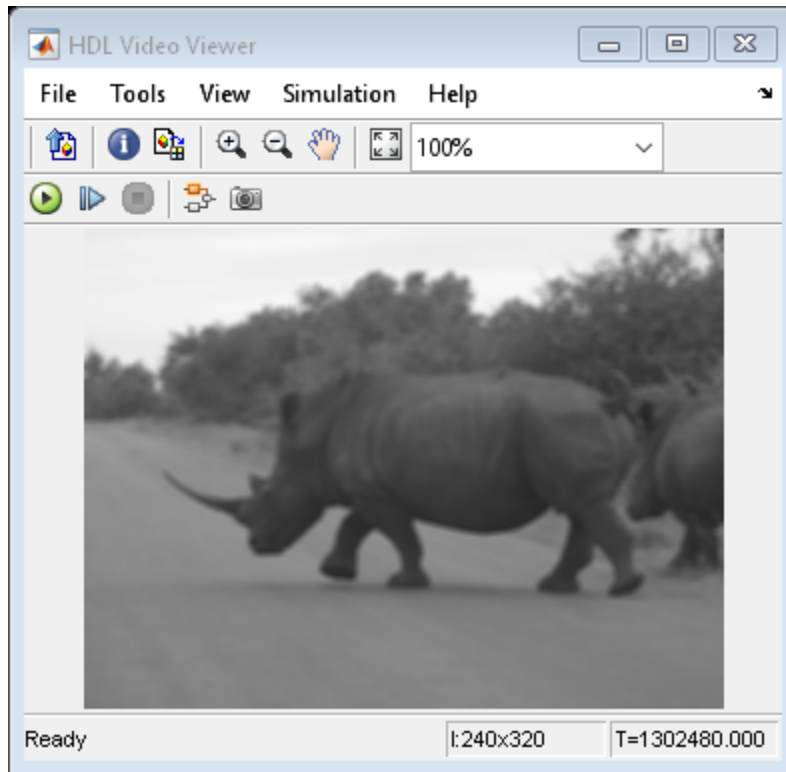 HDL Video Viewer
File Tools View Simulation Help
100%
Ready I:240x320 T=1302480.000